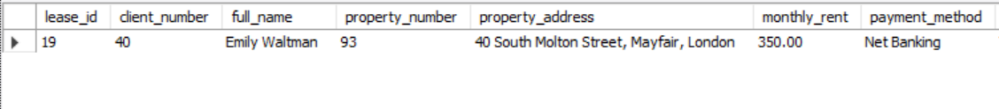 lease_id client_number full_name property_number property_address monthly_rent payment_method
19 40 Emily Waltman 93 40 South Molton Street, Mayfair, London 350.00 Net Banking